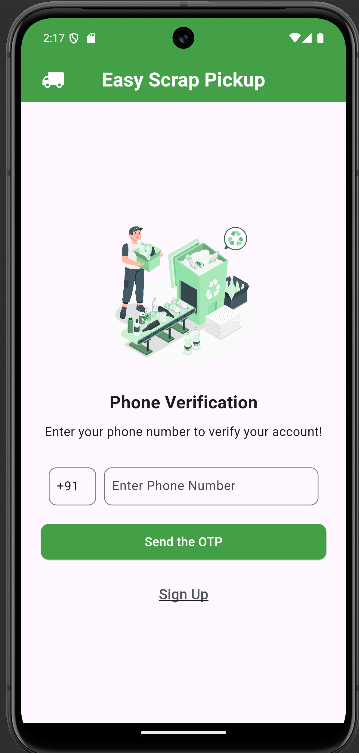 2:17
Easy Scrap Pickup
Phone Verification
Enter your phone number to verify your account!
+91
Enter Phone Number
Send the OTP
Sign Up